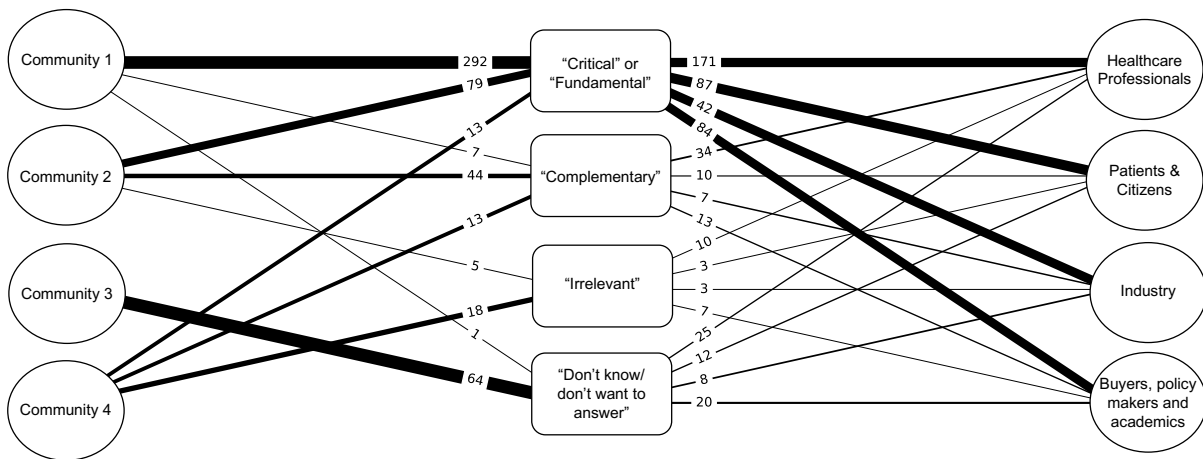 Community 1
Community 2
Community 3
Community 4
292
79
13
7
44
13
5
18
1
64
“Critical” or
“Fundamental”
“Complementary”
“Irrelevant”
“Don’t know/
don’t want to
answer”
171
87
42
84
34
10
7
13
10
3
3
7
25
12
8
20
Healthcare
Professionals
Patients &
Citizens
Industry
Buyers, policy
makers and
academics